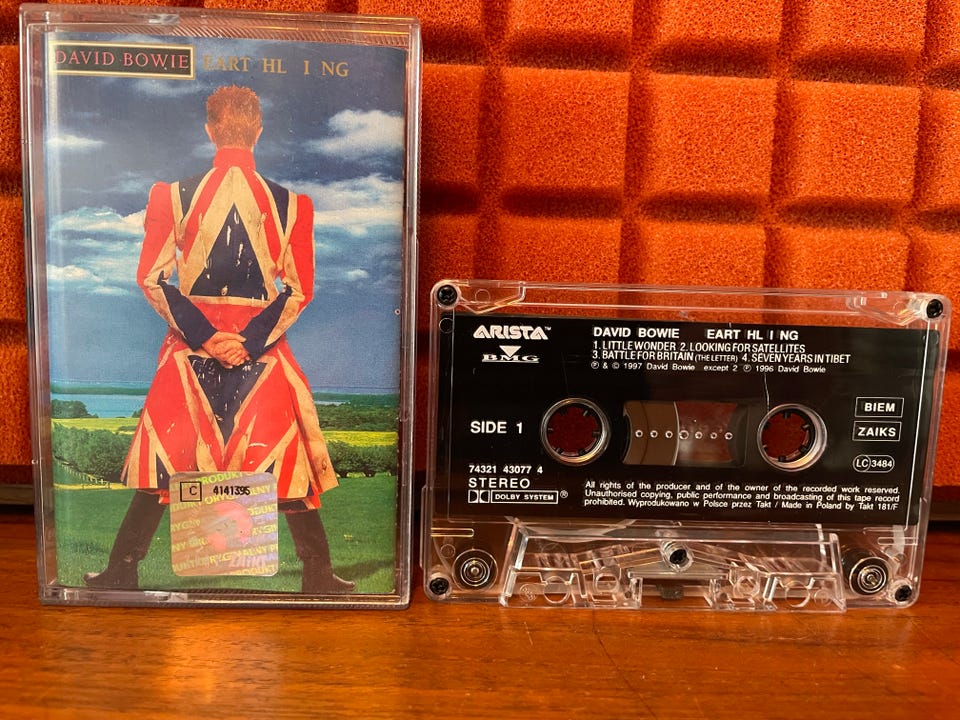 DAVID BOWIE EART HL I NG
C 4141395
ARISTA™
BMG
DAVID BOWIE EART HL I NG
1. LITTLE WONDER 2. LOOKING FOR SATELLITES
3. BATTLE FOR BRITAIN (THE LETTER) 4. SEVEN YEARS IN TIBET
℗ & © 1997 David Bowie except 2 ℗ 1996 David Bowie
SIDE 1
BIEM
ZAIKS
LC 3484
74321 43077 4
STEREO
DOLBY SYSTEM ®
All rights of the producer and of the owner of the recorded work reserved.
Unauthorised copying, public performance and broadcasting of this tape record
prohibited. Wyprodukowano w Polsce przez Takt / Made in Poland by Takt 181/F